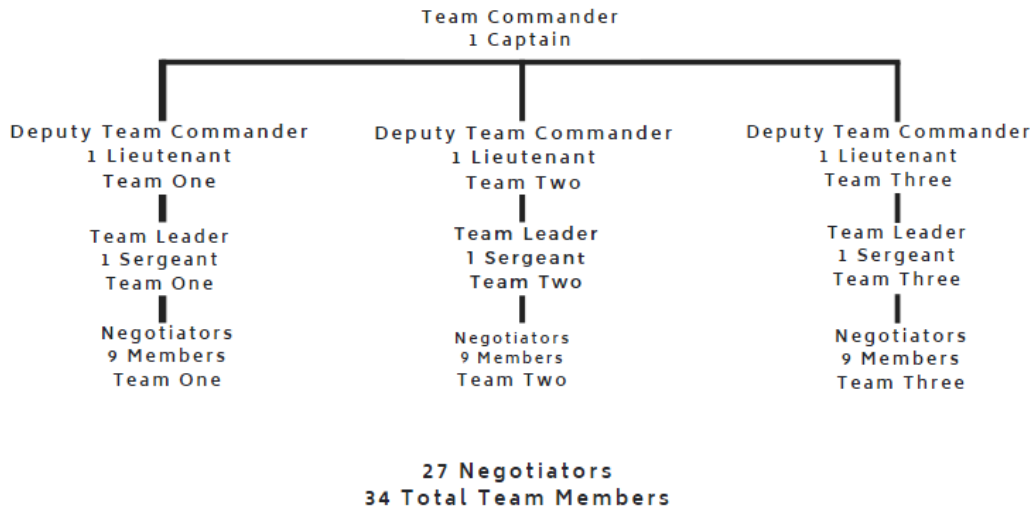 Team Commander
1 Captain
Deputy Team Commander
1 Lieutenant
Team One
Deputy Team Commander
1 Lieutenant
Team Two
Deputy Team Commander
1 Lieutenant
Team Three
Team Leader
1 Sergeant
Team One
Team Leader
1 Sergeant
Team Two
Team Leader
1 Sergeant
Team Three
Negotiators
9 Members
Team One
Negotiators
9 Members
Team Two
Negotiators
9 Members
Team Three
27 Negotiators
34 Total Team Members